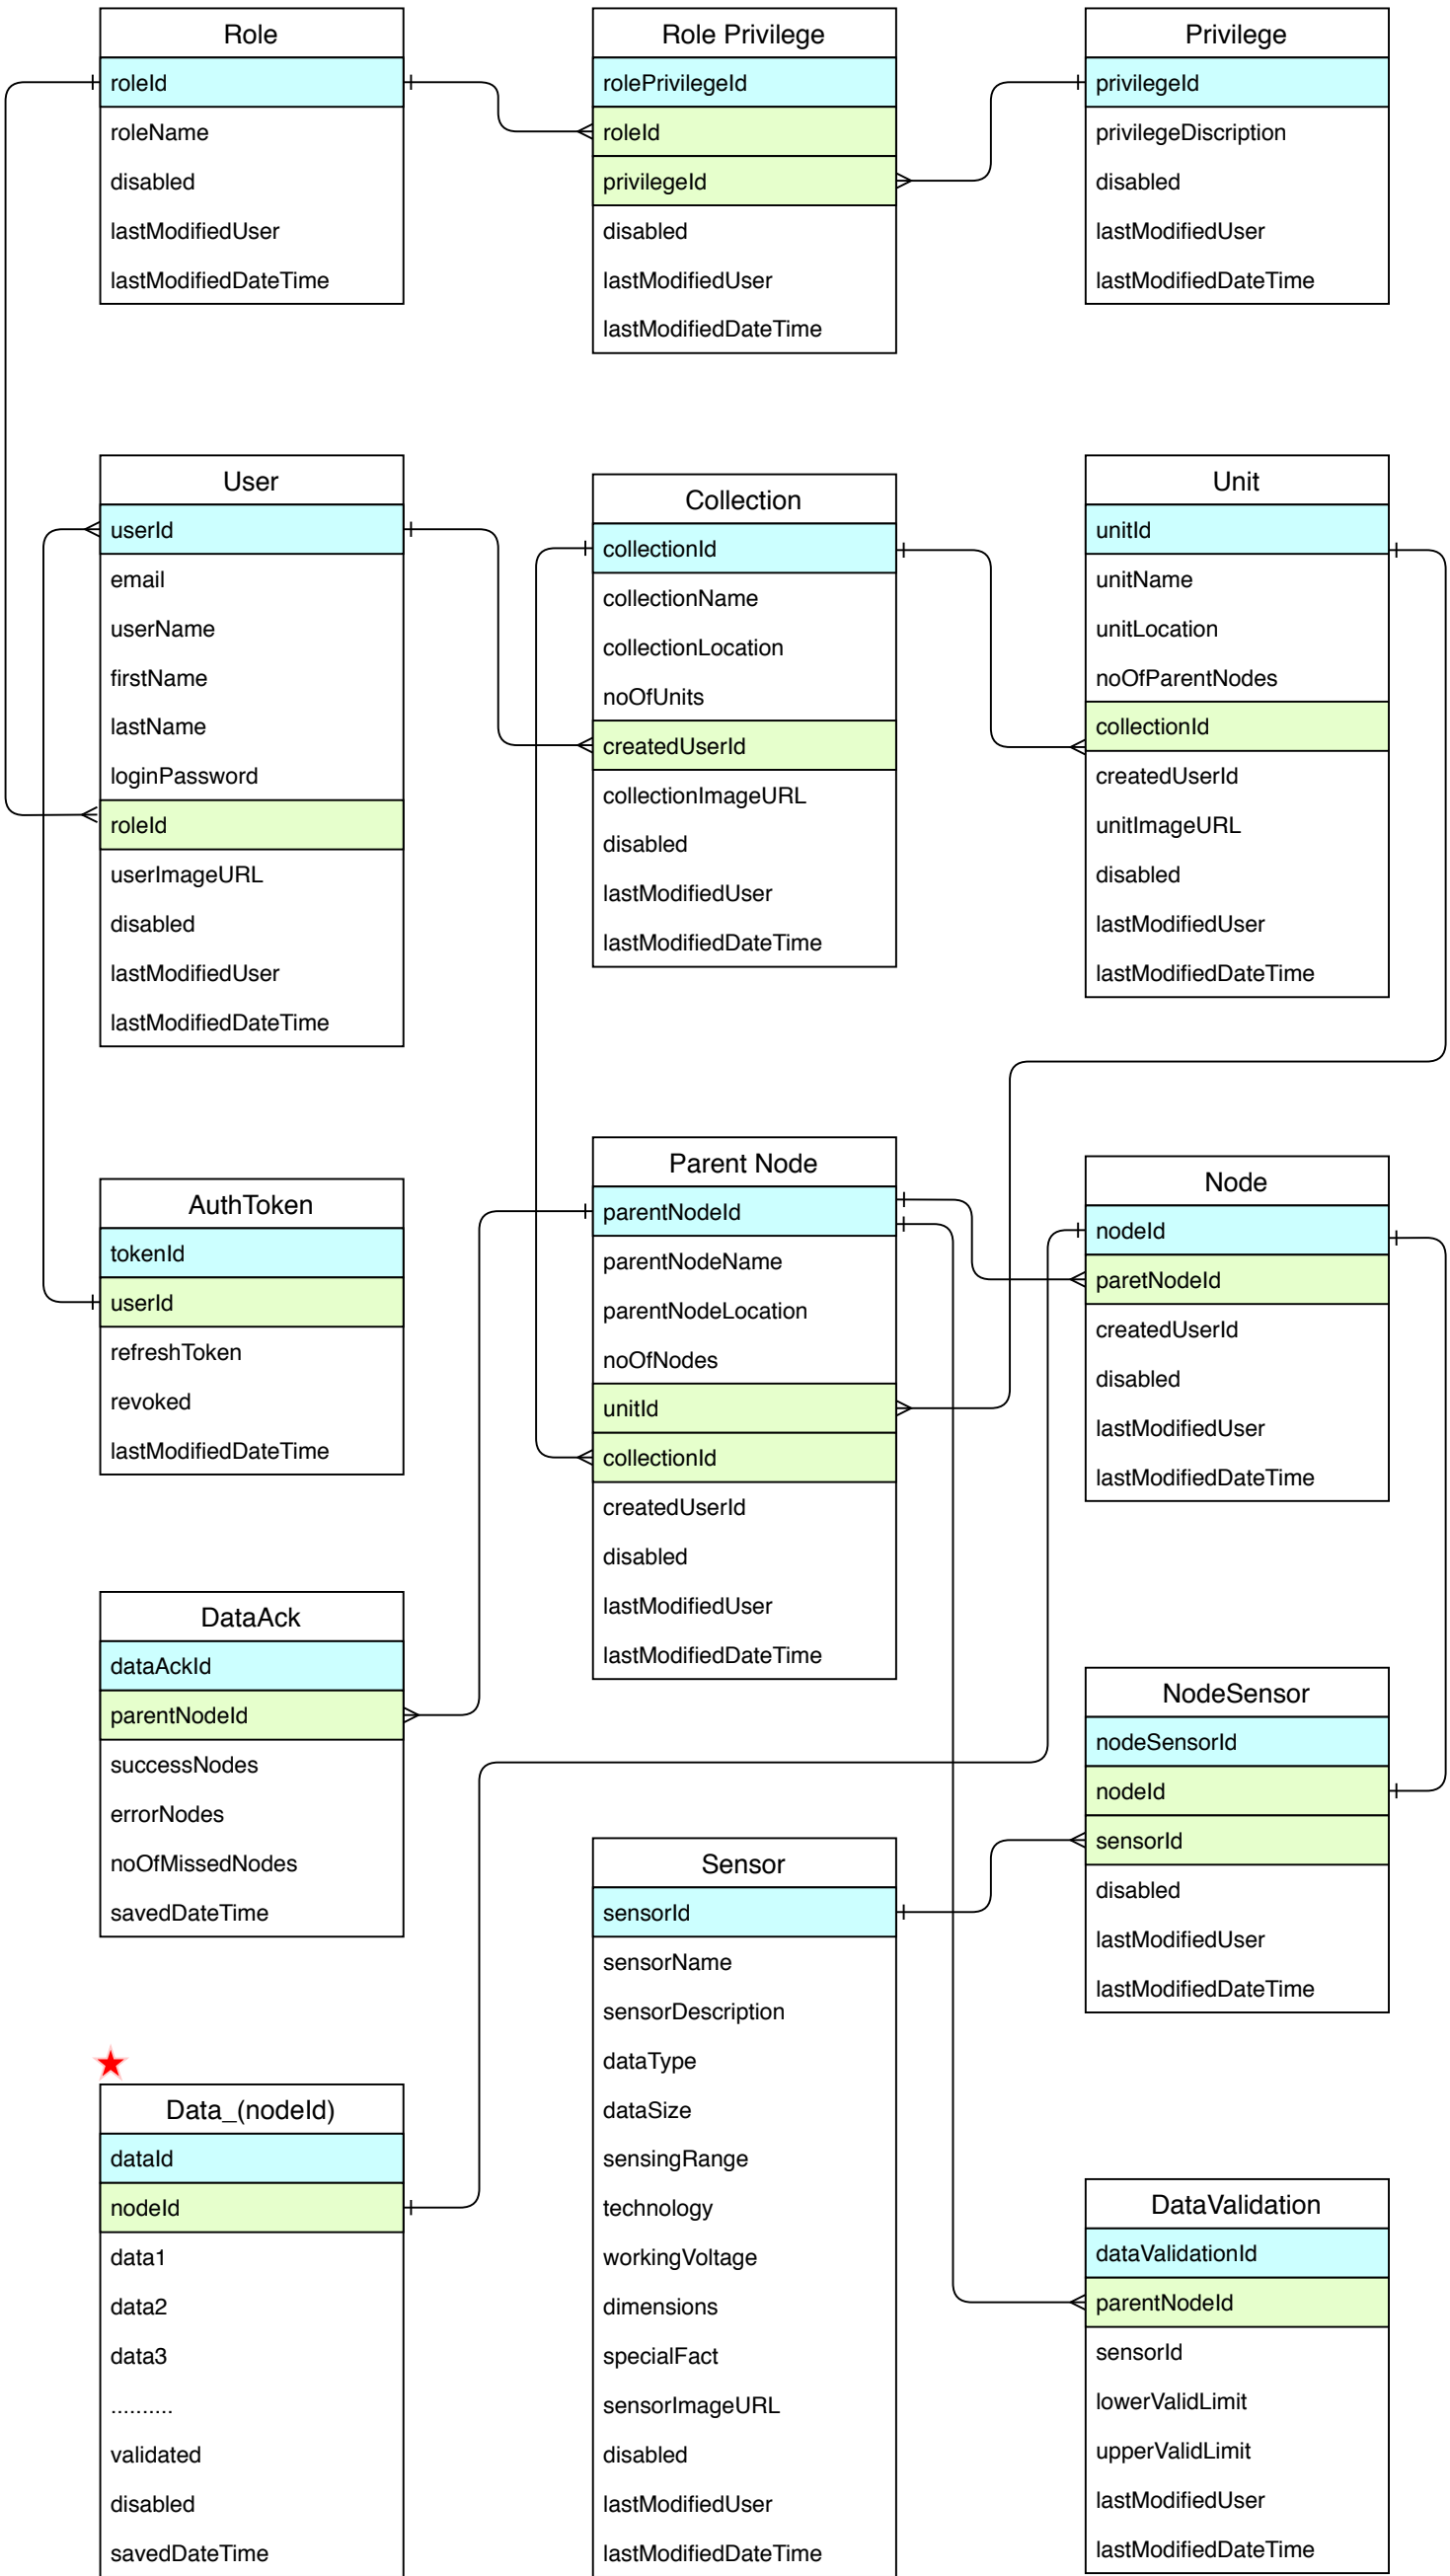 Role
roleId
roleName
disabled
lastModifiedUser
lastModifiedDateTime
Role Privilege
rolePrivilegeId
roleId
privilegeId
disabled
lastModifiedUser
lastModifiedDateTime
Privilege
privilegeId
privilegeDiscription
disabled
lastModifiedUser
lastModifiedDateTime
User
userId
email
userName
firstName
lastName
loginPassword
roleId
userImageURL
disabled
lastModifiedUser
lastModifiedDateTime
Collection
collectionId
collectionName
collectionLocation
noOfUnits
createdUserId
collectionImageURL
disabled
lastModifiedUser
lastModifiedDateTime
Unit
unitId
unitName
unitLocation
noOfParentNodes
collectionId
createdUserId
unitImageURL
disabled
lastModifiedUser
lastModifiedDateTime
AuthToken
tokenId
userId
refreshToken
revoked
lastModifiedDateTime
Parent Node
parentNodeId
parentNodeName
parentNodeLocation
noOfNodes
unitId
collectionId
createdUserId
disabled
lastModifiedUser
lastModifiedDateTime
Node
nodeId
paretNodeId
createdUserId
disabled
lastModifiedUser
lastModifiedDateTime
DataAck
dataAckId
parentNodeId
successNodes
errorNodes
noOfMissedNodes
savedDateTime
NodeSensor
nodeSensorId
nodeId
sensorId
disabled
lastModifiedUser
lastModifiedDateTime
Data_(nodeId)
dataId
nodeId
data1
data2
data3
..........
validated
disabled
savedDateTime
Sensor
sensorId
sensorName
sensorDescription
dataType
dataSize
sensingRange
technology
workingVoltage
dimensions
specialFact
sensorImageURL
disabled
lastModifiedUser
lastModifiedDateTime
DataValidation
dataValidationId
parentNodeId
sensorId
lowerValidLimit
upperValidLimit
lastModifiedUser
lastModifiedDateTime